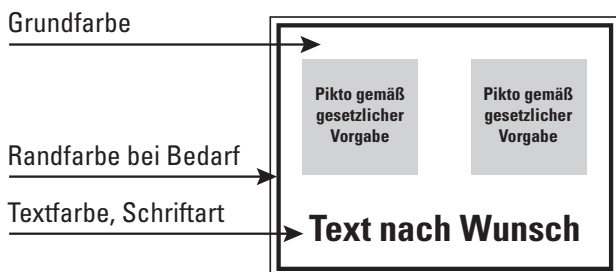 Grundfarbe
Pikto gemäß
gesetzlicher
Vorgabe
Pikto gemäß
gesetzlicher
Vorgabe
Randfarbe bei Bedarf
Textfarbe, Schriftart
Text nach Wunsch